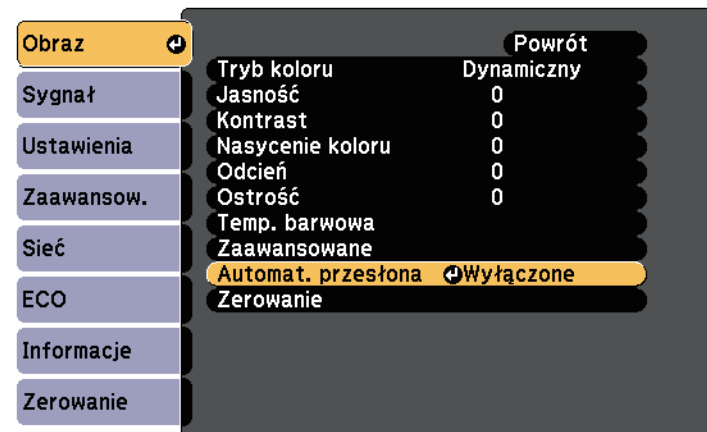 Obraz
Sygnał
Ustawienia
Zaawansow.
Sieć
ECO
Informacje
Zerowanie
Powrót
Tryb koloru Dynamiczny
Jasność 0
Kontrast 0
Nasycenie koloru 0
Odcień 0
Ostrość 0
Temp. barwowa
Zaawansowane
Automat. przesłona Wyłączone
Zerowanie